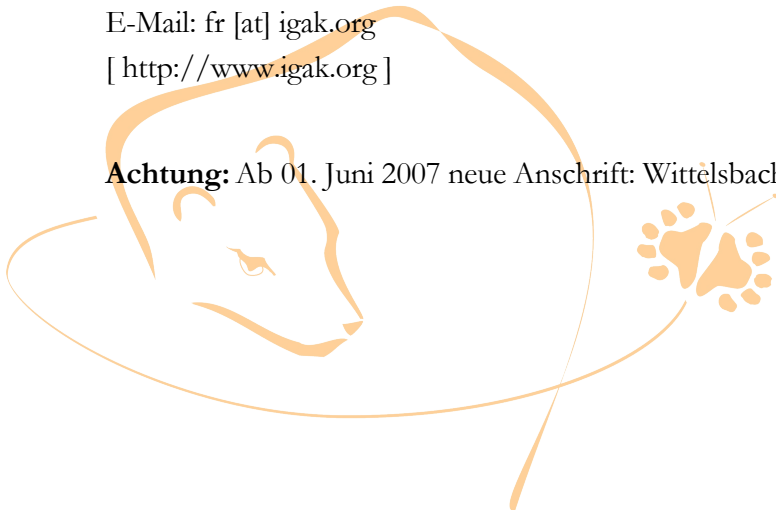 E-Mail: fr [at] igak.org
[ http://www.igak.org ]
Achtung: Ab 01. Juni 2007 neue Anschrift: